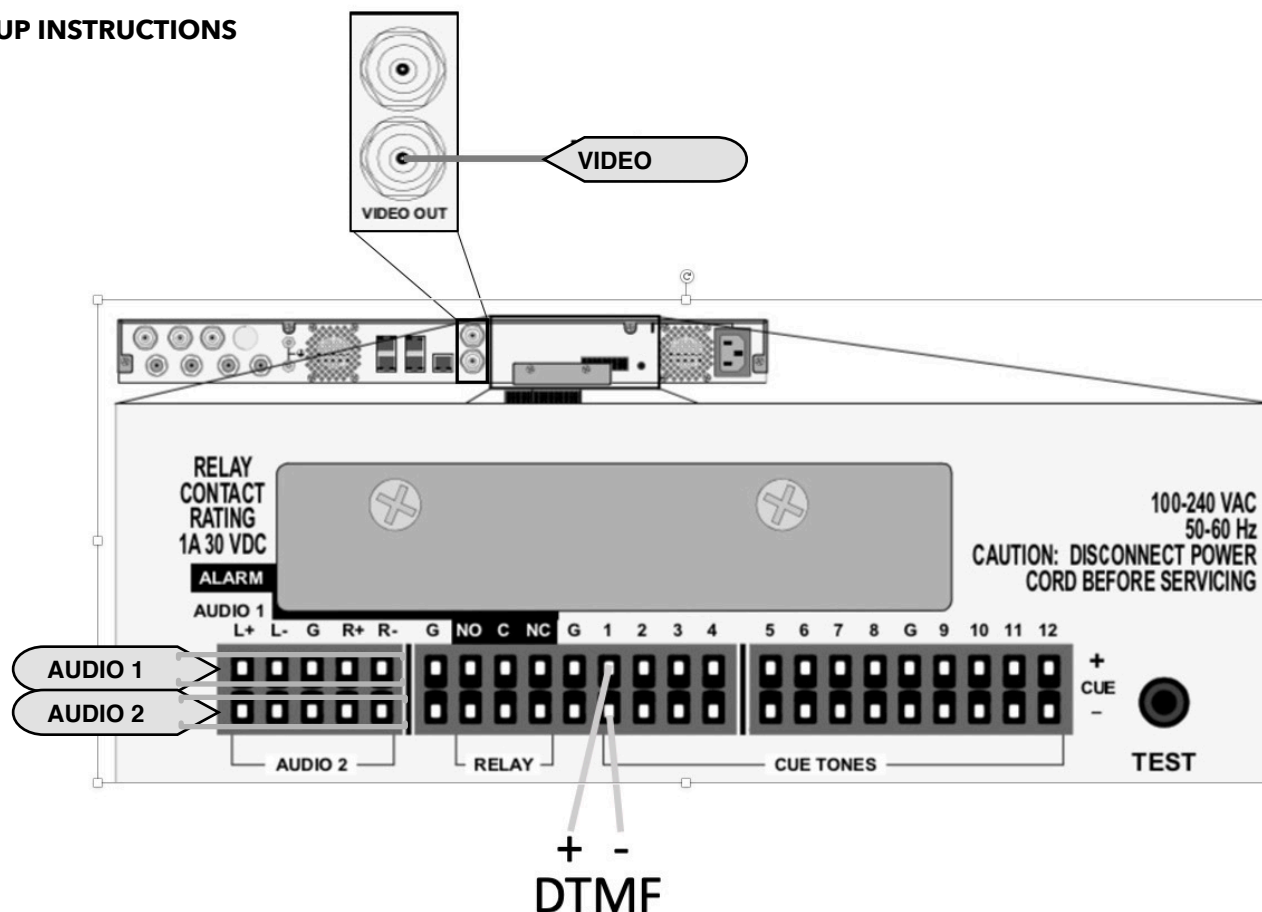 UP INSTRUCTIONS
VIDEO
VIDEO OUT
RELAY
CONTACT
RATING
1A 30 VDC
100-240 VAC
50-60 Hz
CAUTION: DISCONNECT POWER
CORD BEFORE SERVICING
ALARM
AUDIO 1
L+ L- G R+ R- G NO C NC G 1 2 3 4 5 6 7 8 G 9 10 11 12
AUDIO 1
AUDIO 2
+
CUE
–
AUDIO 2 RELAY CUE TONES TEST
+ -
DTMF